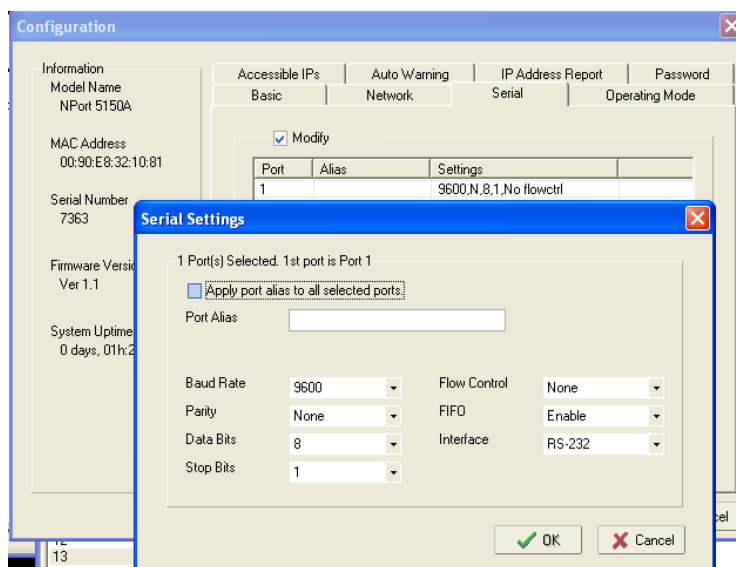 Configuration
Information
Model Name
NPort 5150A
MAC Address
00:90:E8:32:10:81
Serial Number
7363
Firmware Versi
Ver 1.1
System Uptime
0 days, 01h:2
Accessible IPs Auto Warning IP Address Report Password
Basic Network Serial Operating Mode
Modify
Port Alias Settings
1 9600,N,8,1,No flowctrl
Serial Settings
1 Port(s) Selected. 1st port is Port 1
Apply port alias to all selected ports.
Port Alias
Baud Rate 9600 Flow Control None
Parity None FIFO Enable
Data Bits 8 Interface RS-232
Stop Bits 1
OK Cancel
cel
13